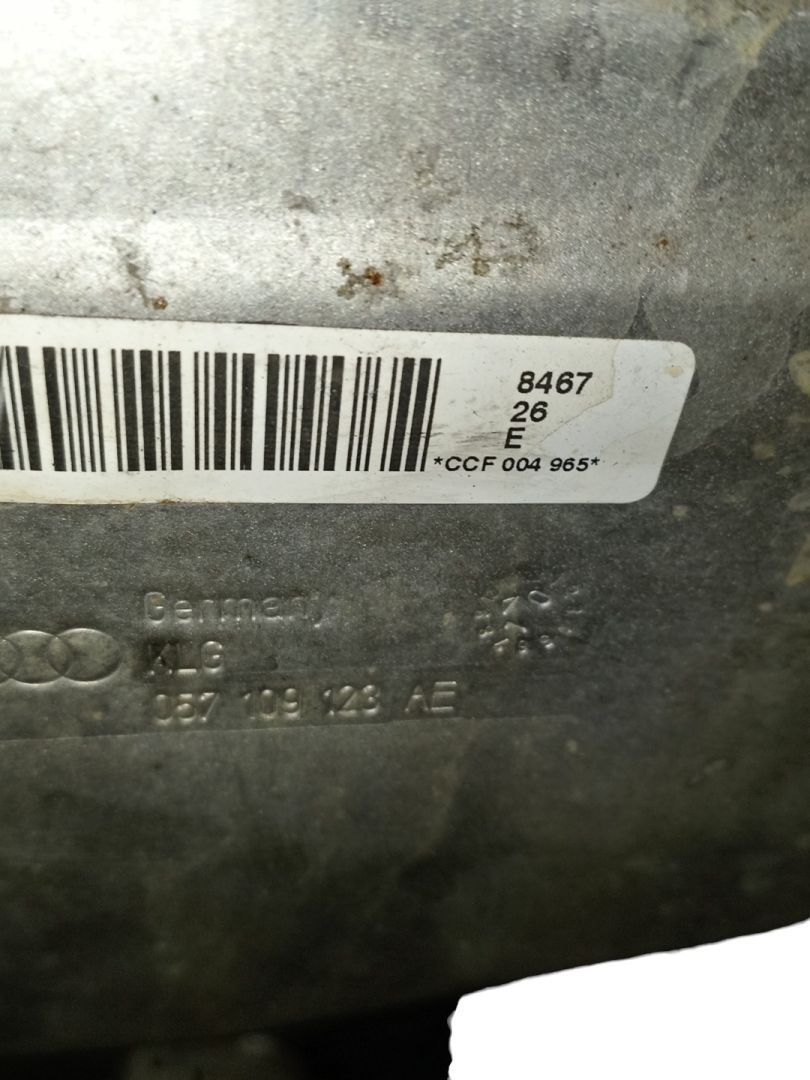 8467
26
E
*CCF 004 965*
Germany
KLG
057 109 123 AE